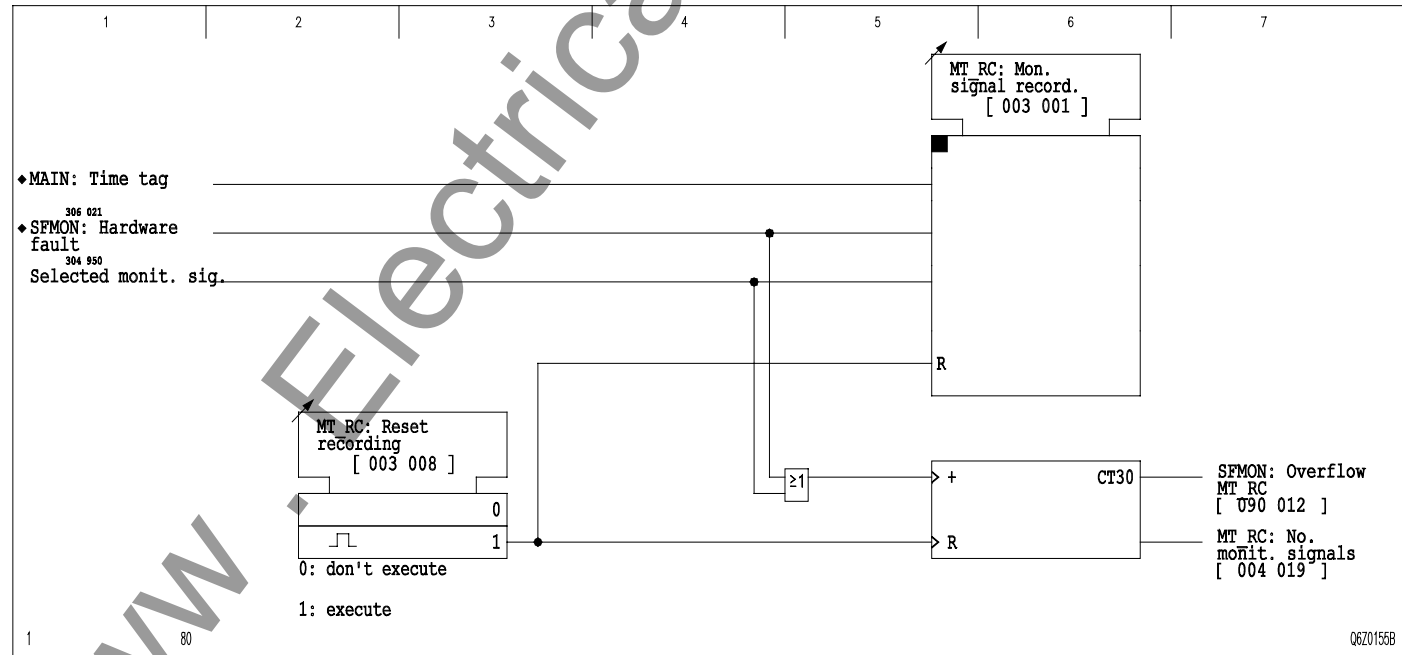 1 2 3 4 5 6 7
MT_RC: Mon.
signal record.
[ 003 001 ]
◆MAIN: Time tag
306 021
◆SFMON: Hardware
fault
304 950
Selected monit. sig.
R
MT_RC: Reset
recording
[ 003 008 ]
0
1
0: don't execute
1: execute
≥1
+ CT30
R
SFMON: Overflow
MT_RC
[ 090 012 ]
MT_RC: No.
monit. signals
[ 004 019 ]
1 80 Q6Z0155B
ww . Electrica